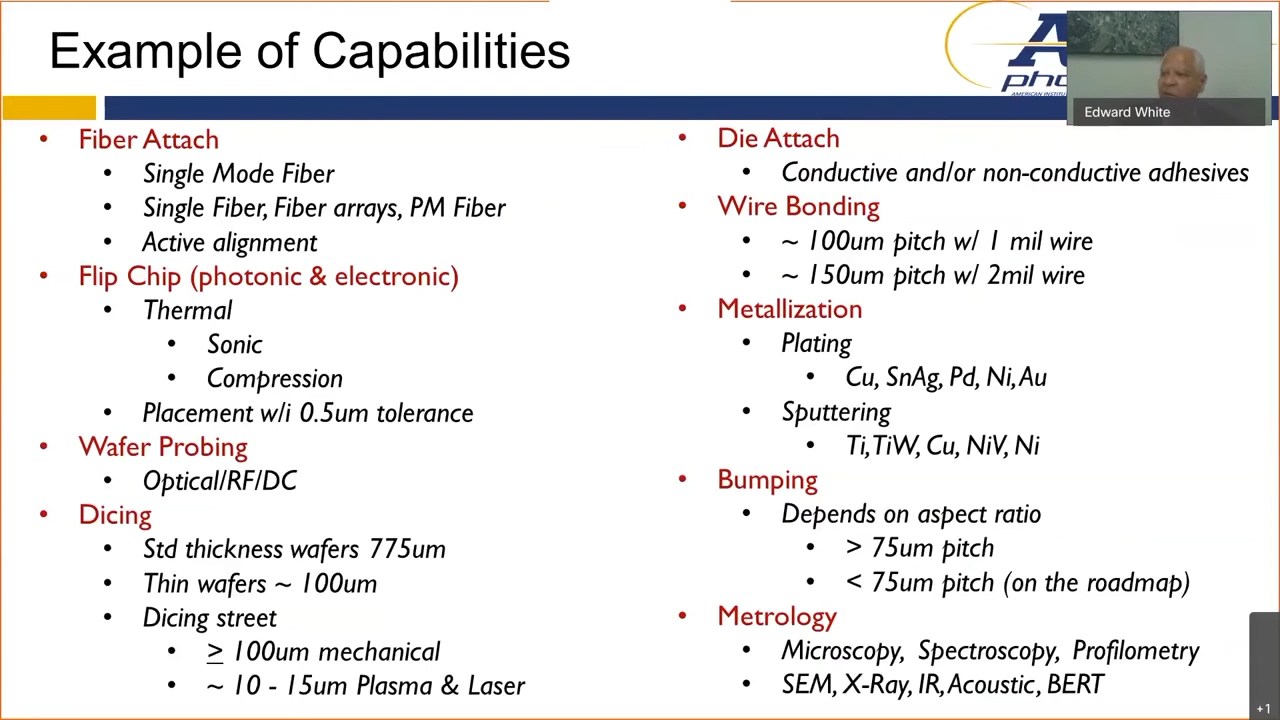 Example of Capabilities
pho
AMERICAN
Edward White
Fiber Attach
Single Mode Fiber
Single Fiber, Fiber arrays, PM Fiber
Active alignment
Flip Chip (photonic & electronic)
Thermal
Sonic
Compression
Placement w/i 0.5um tolerance
Wafer Probing
Optical/RF/DC
Dicing
Std thickness wafers 775um
Thin wafers ~ 100um
Dicing street
≥ 100um mechanical
~ 10 - 15um Plasma & Laser
Die Attach
Conductive and/or non-conductive adhesives
Wire Bonding
~ 100um pitch w/ 1 mil wire
~ 150um pitch w/ 2mil wire
Metallization
Plating
Cu, SnAg, Pd, Ni, Au
Sputtering
Ti, TiW, Cu, NiV, Ni
Bumping
Depends on aspect ratio
> 75um pitch
< 75um pitch (on the roadmap)
Metrology
Microscopy, Spectroscopy, Profilometry
SEM, X-Ray, IR, Acoustic, BERT
+1